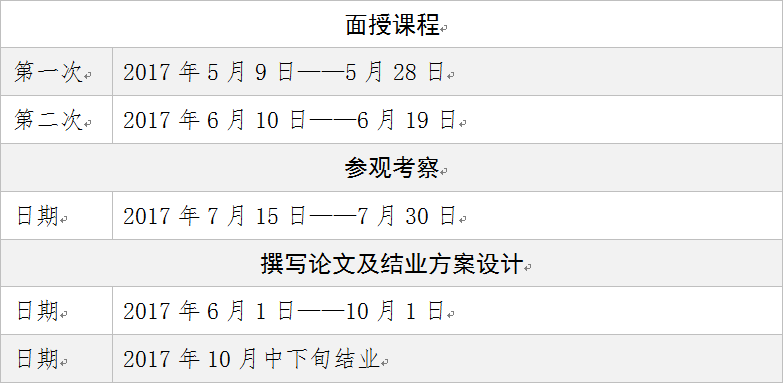 面授课程
第一次 2017 年 5 月 9 日——5 月 28 日
第二次 2017 年 6 月 10 日——6 月 19 日
参观考察
日期 2017 年 7 月 15 日——7 月 30 日
撰写论文及结业方案设计
日期 2017 年 6 月 1 日——10 月 1 日
日期 2017 年 10 月中下旬结业